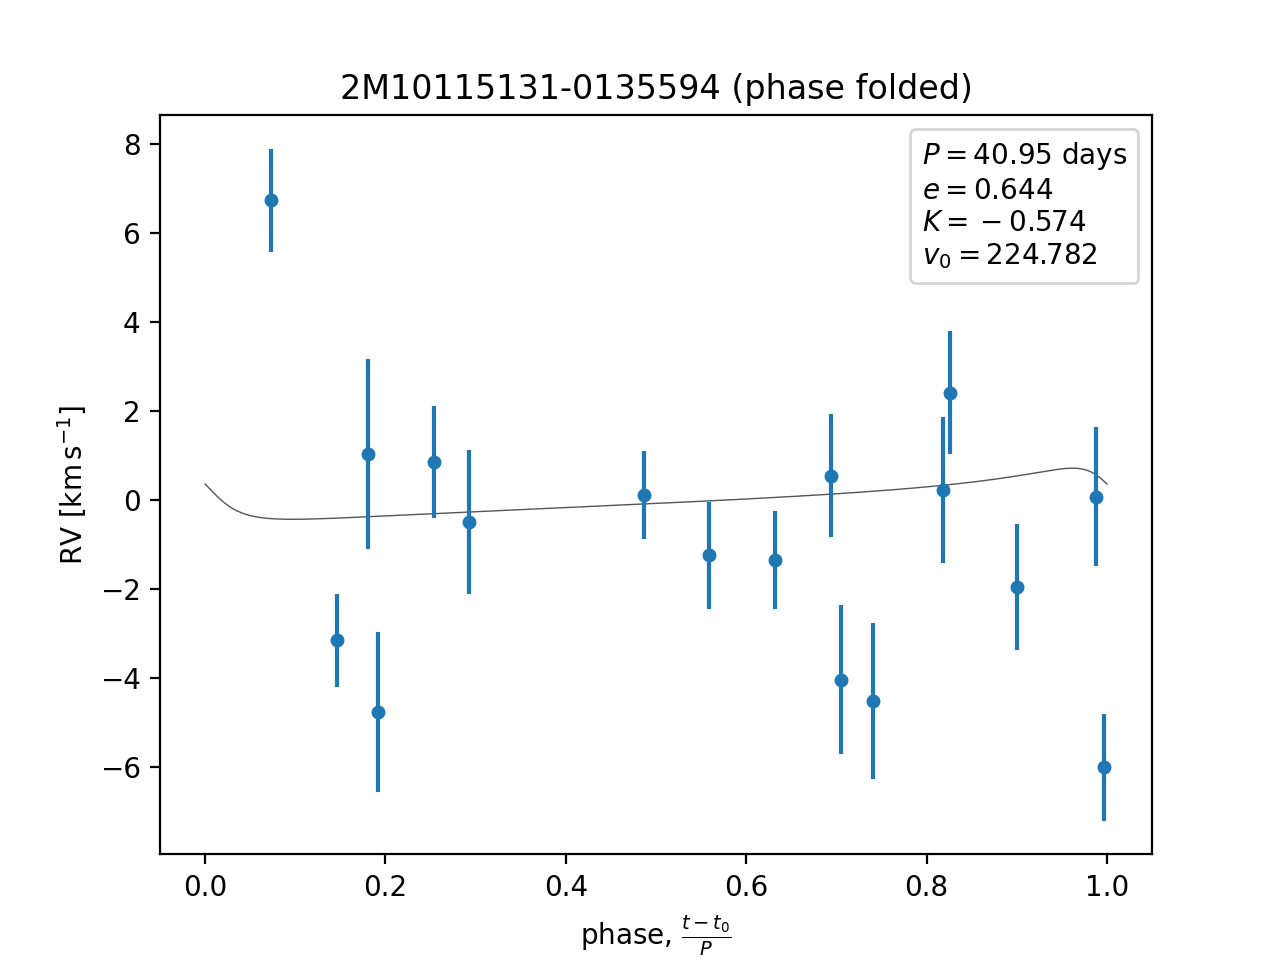 2M10115131-0135594 (phase folded)
P = 40.95 days
e = 0.644
K = −0.574
v₀ = 224.782
8
6
4
2
0
−2
−4
−6
RV [km s⁻¹]
0.0 0.2 0.4 0.6 0.8 1.0
phase, (t − t₀)/P